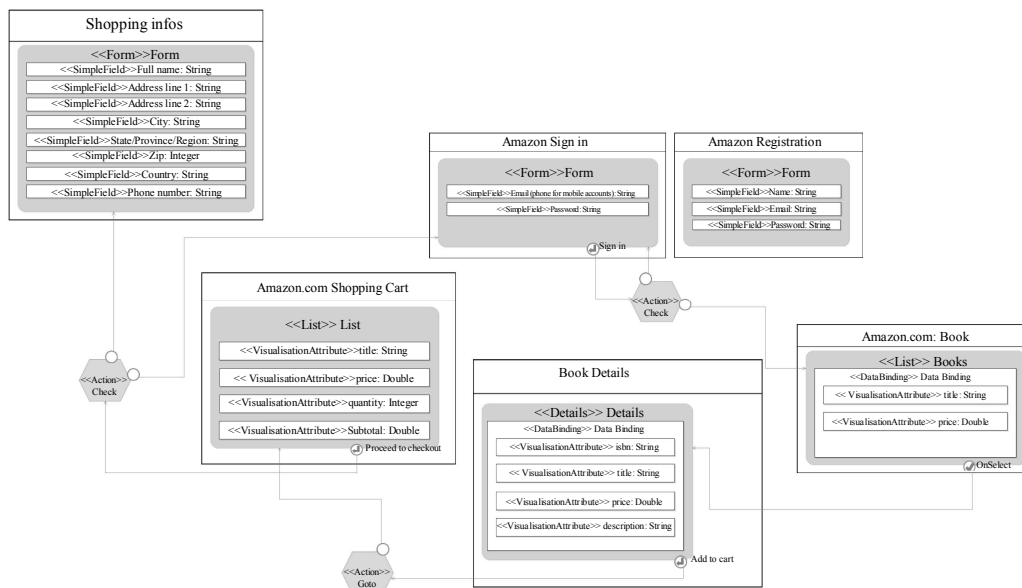 Shopping infos
<<Form>>Form
<<SimpleField>>Full name: String
<<SimpleField>>Address line 1: String
<<SimpleField>>Address line 2: String
<<SimpleField>>City: String
<<SimpleField>>State/Province/Region: String
<<SimpleField>>Zip: Integer
<<SimpleField>>Country: String
<<SimpleField>>Phone number: String
Amazon Sign in
<<Form>>Form
<<SimpleField>>Email (phone for mobile accounts): String
<<SimpleField>>Password: String
Sign in
Amazon Registration
<<Form>>Form
<<SimpleField>>Name: String
<<SimpleField>>Email: String
<<SimpleField>>Password: String
<<Action>>
Check
Amazon.com Shopping Cart
<<List>> List
<<VisualisationAttribute>>title: String
<< VisualisationAttribute>>price: Double
<<VisualisationAttribute>>quantity: Integer
<<VisualisationAttribute>>Subtotal: Double
Proceed to checkout
<<Action>>
Check
Book Details
<<Details>> Details
<<DataBinding>> Data Binding
<<VisualisationAttribute>> isbn: String
<< VisualisationAttribute>> title: String
<<VisualisationAttribute>> price: Double
<<VisualisationAttribute>> description: String
Add to cart
Amazon.com: Book
<<List>> Books
<<DataBinding>> Data Binding
<< VisualisationAttribute>> title: String
<<VisualisationAttribute>> price: Double
OnSelect
<<Action>>
Goto